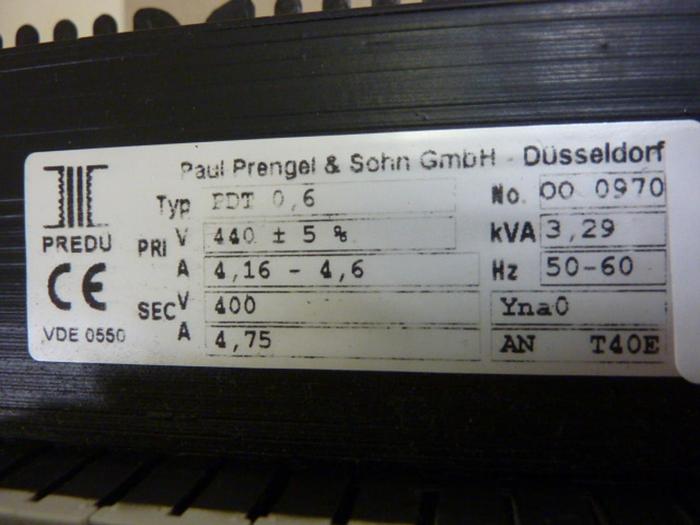 Paul Prengel & Sohn GmbH - Düsseldorf
PREDU
CE
VDE 0550
Typ PDT 0,6 No. 00 0970
PRI V 440 ± 5 % kVA 3,29
A 4,16 - 4,6 Hz 50-60
SEC V 400 Yna0
A 4,75 AN T40E